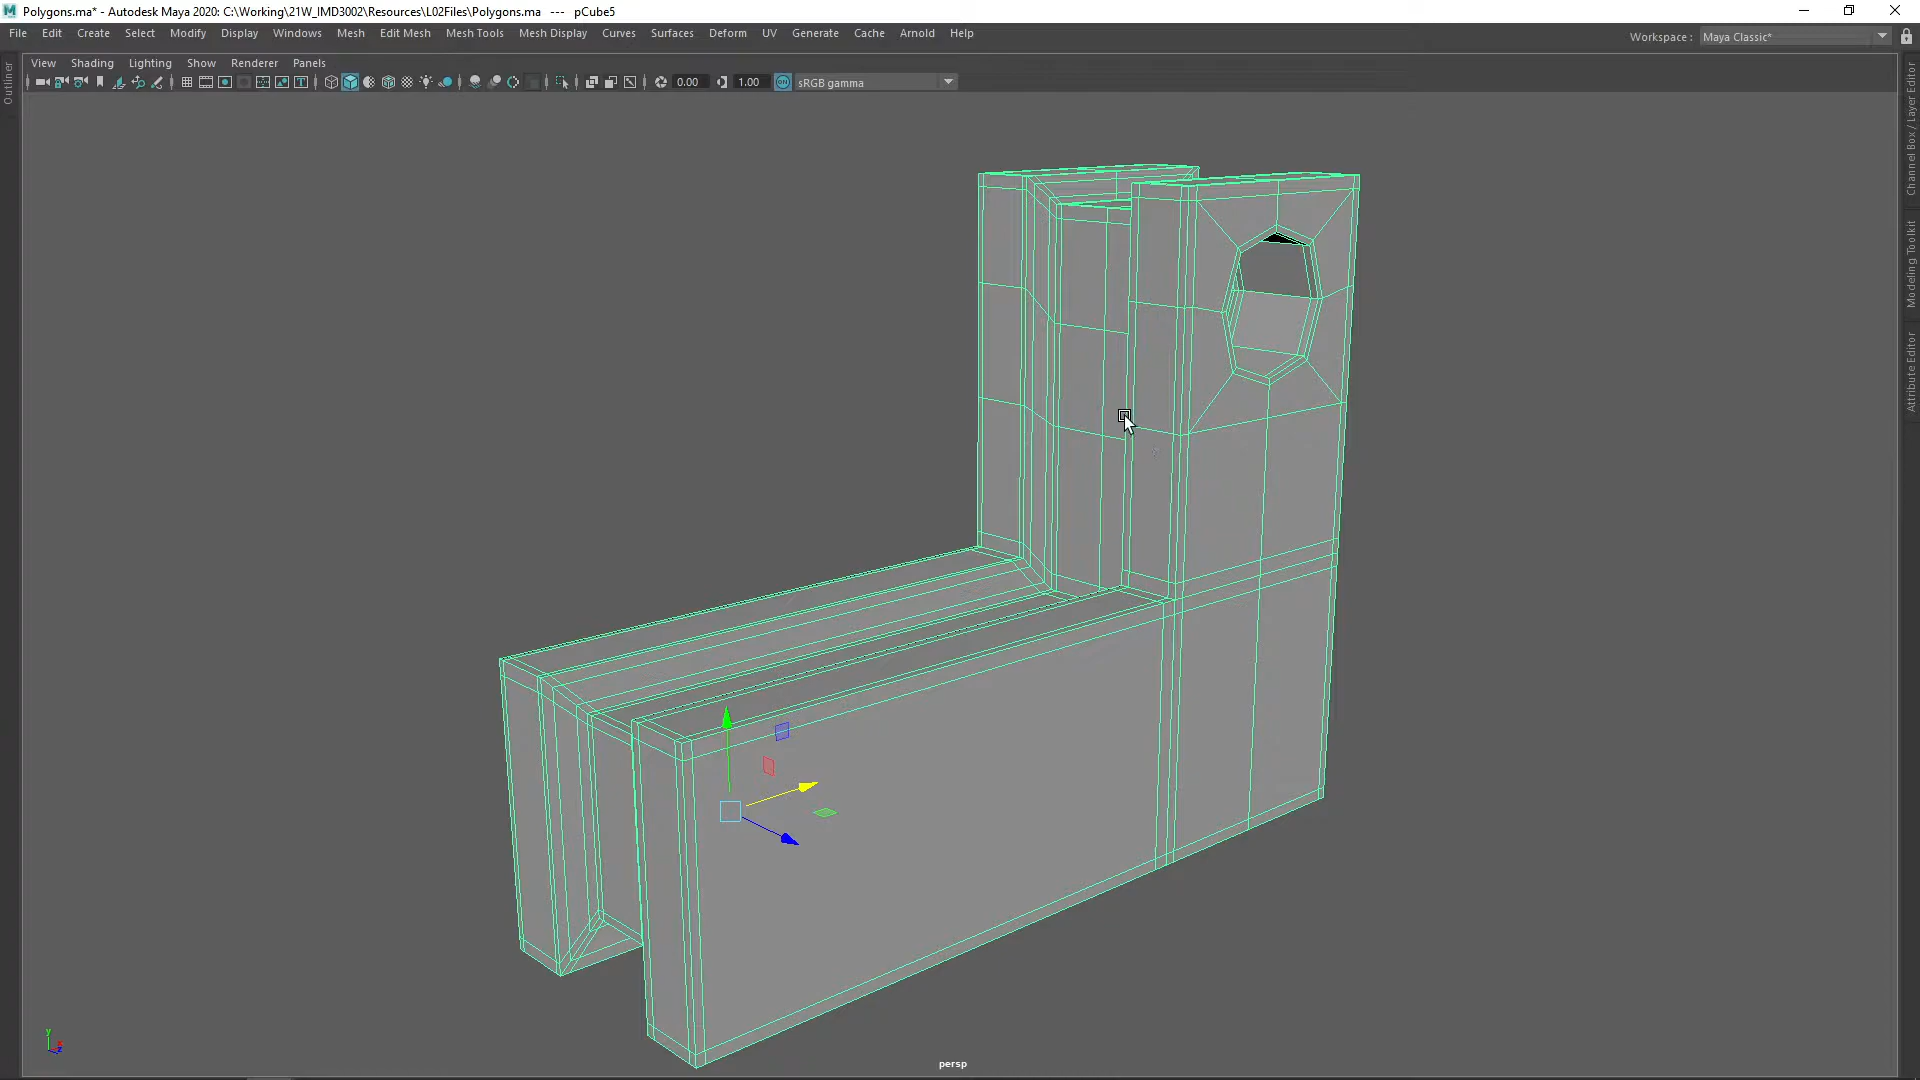 Polygons.ma* - Autodesk Maya 2020: C:\Working\21W_IMD3002\Resources\L02Files\Polygons.ma --- pCube5
File Edit Create Select Modify Display Windows Mesh Edit Mesh Mesh Tools Mesh Display Curves Surfaces Deform UV Generate Cache Arnold Help
Workspace : Maya Classic*
View Shading Lighting Show Renderer Panels
0.00 1.00 ON sRGB gamma
Outliner
Channel Box / Layer Editor
Modeling Toolkit
Attribute Editor
y
x
z
persp